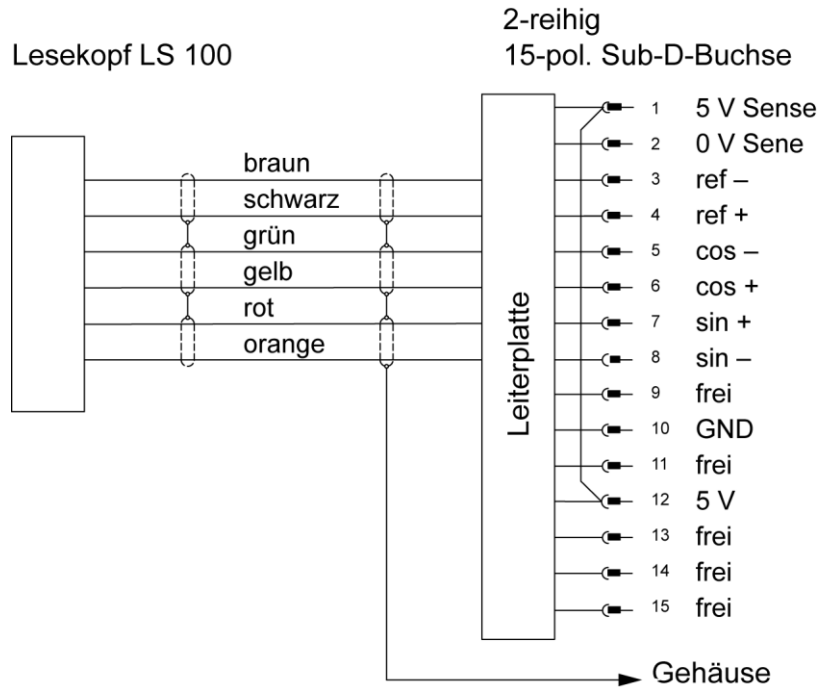 Lesekopf LS 100
2-reihig
15-pol. Sub-D-Buchse
braun
schwarz
grün
gelb
rot
orange
Leiterplatte
1 5 V Sense
2 0 V Sene
3 ref –
4 ref +
5 cos –
6 cos +
7 sin +
8 sin –
9 frei
10 GND
11 frei
12 5 V
13 frei
14 frei
15 frei
Gehäuse